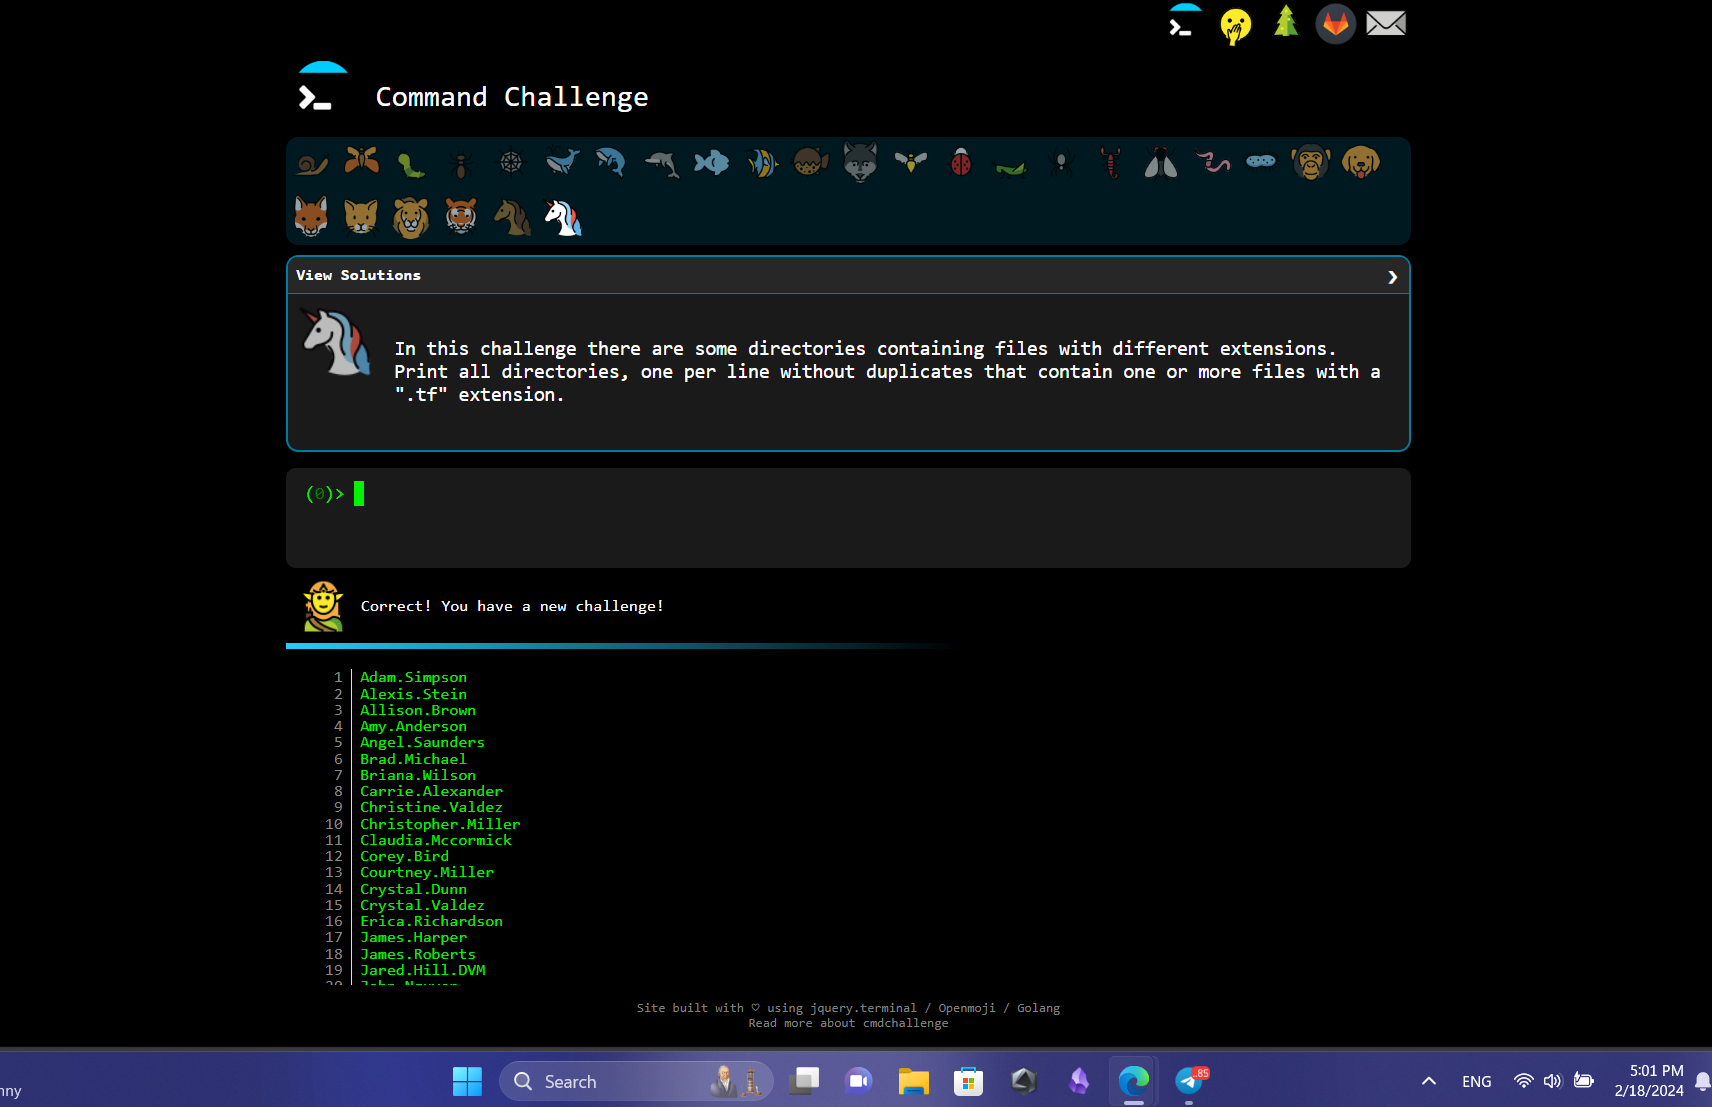 Command Challenge
View Solutions
In this challenge there are some directories containing files with different extensions.
Print all directories, one per line without duplicates that contain one or more files with a
".tf" extension.
(0)>
Correct! You have a new challenge!
1 Adam.Simpson
2 Alexis.Stein
3 Allison.Brown
4 Amy.Anderson
5 Angel.Saunders
6 Brad.Michael
7 Briana.Wilson
8 Carrie.Alexander
9 Christine.Valdez
10 Christopher.Miller
11 Claudia.Mccormick
12 Corey.Bird
13 Courtney.Miller
14 Crystal.Dunn
15 Crystal.Valdez
16 Erica.Richardson
17 James.Harper
18 James.Roberts
19 Jared.Hill.DVM
20 John.Nguyen
Site built with ♡ using jquery.terminal / Openmoji / Golang
Read more about cmdchallenge
nny
Search
.85
ENG
5:01 PM
2/18/2024